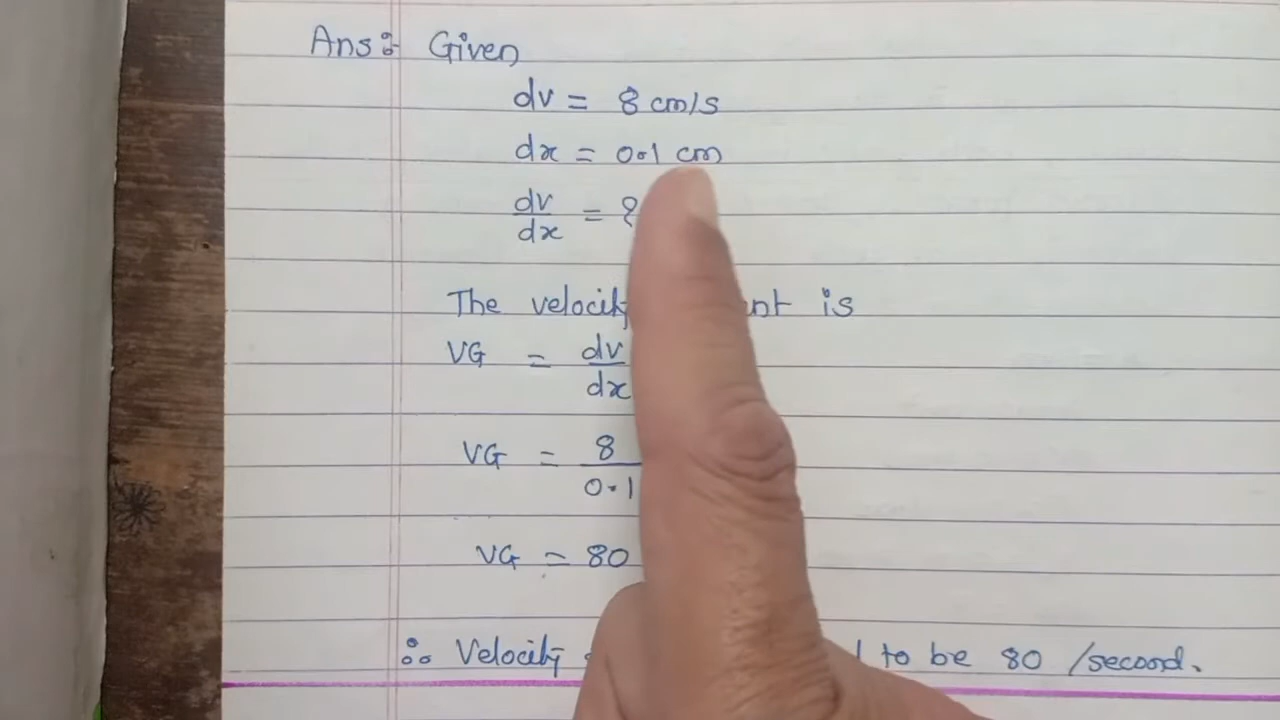 Ans:- Given
dv = 8 cm/s
dx = 0.1 cm
dv/dx = ?
The velocity is
VG = dv/dx
VG = 8/0.1
VG = 80
∴ Velocity to be 80 /second.